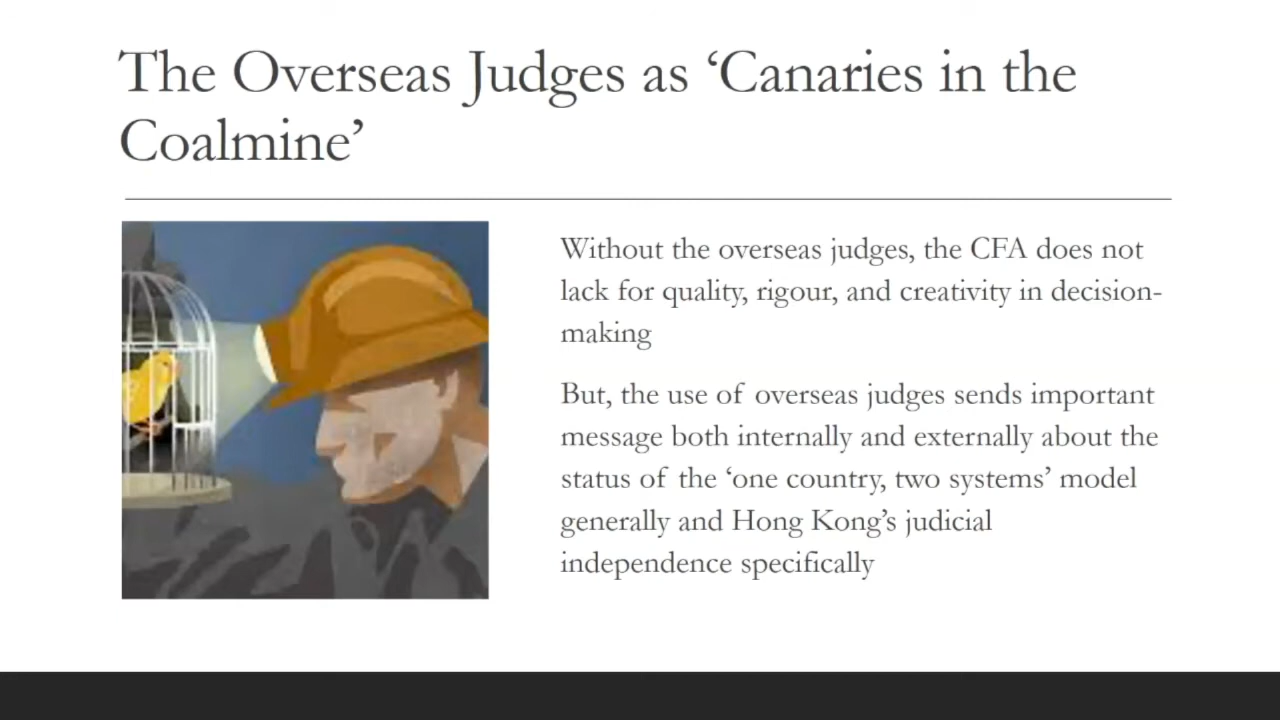 The Overseas Judges as ‘Canaries in the
Coalmine’
Without the overseas judges, the CFA does not
lack for quality, rigour, and creativity in decision-
making
But, the use of overseas judges sends important
message both internally and externally about the
status of the ‘one country, two systems’ model
generally and Hong Kong’s judicial
independence specifically